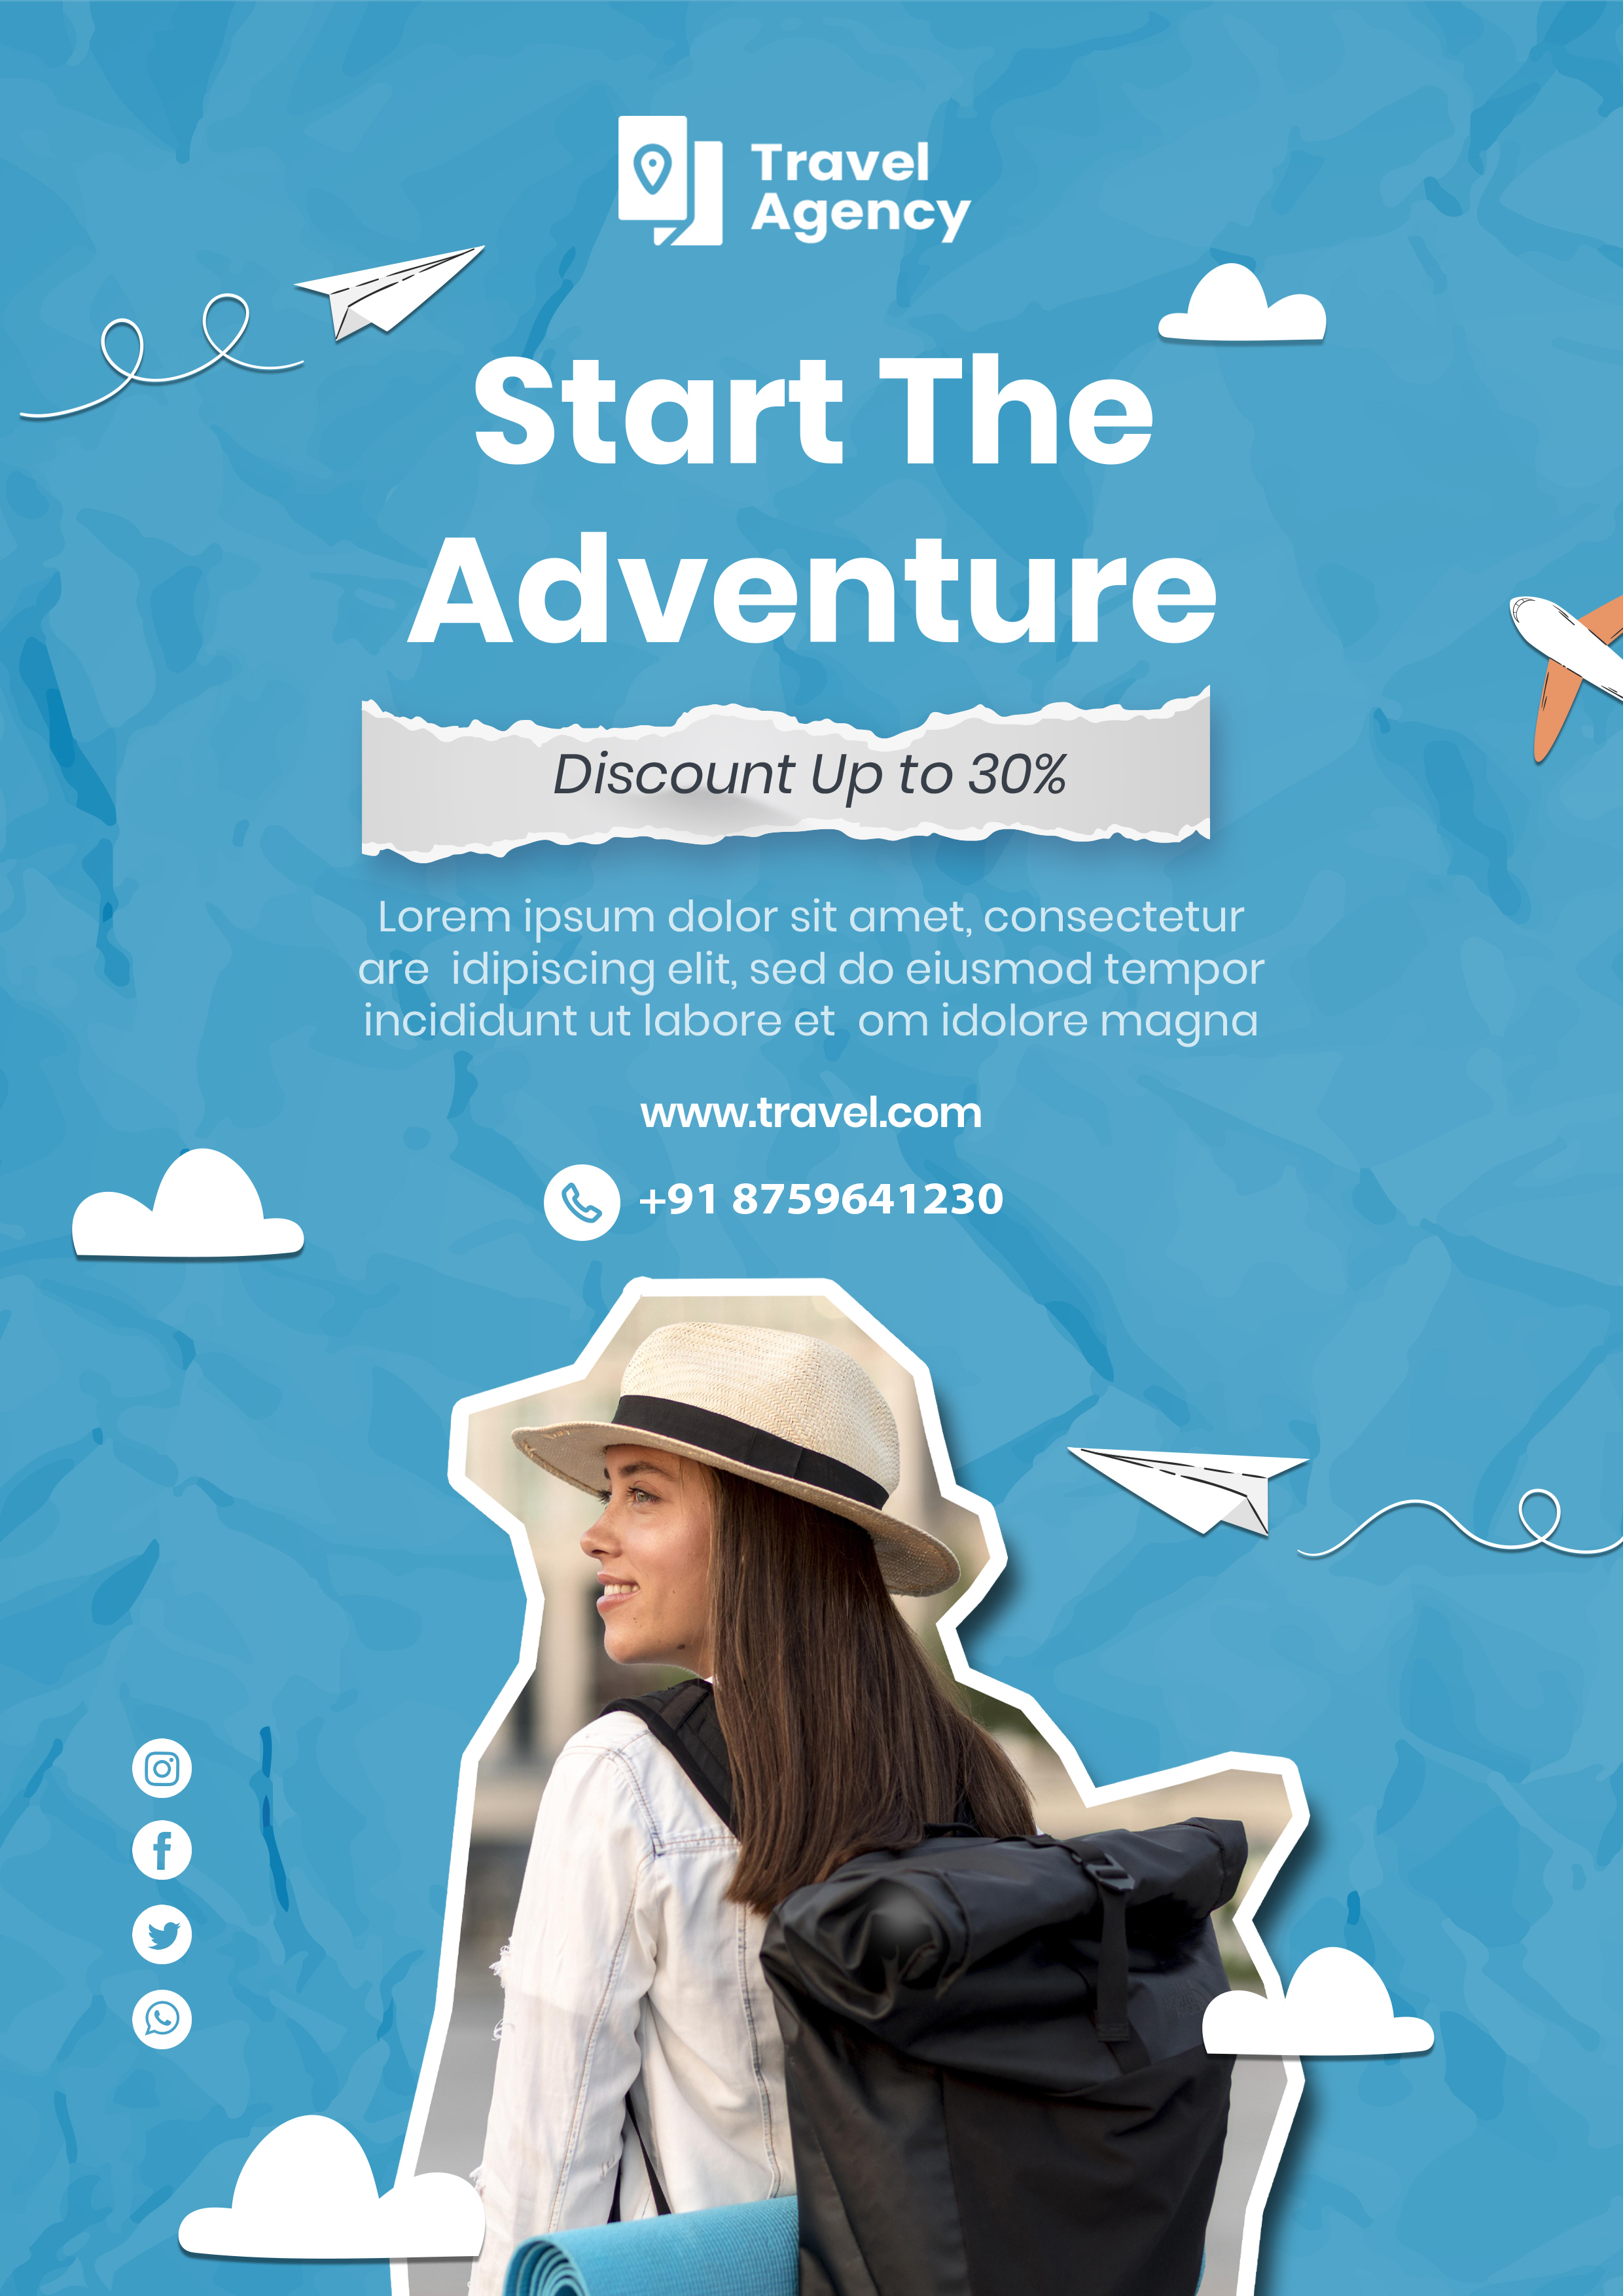 Travel
Agency
Start The
Adventure
Discount Up to 30%
Lorem ipsum dolor sit amet, consectetur
are  idipiscing elit, sed do eiusmod tempor
incididunt ut labore et  om idolore magna
www.travel.com
+91 8759641230